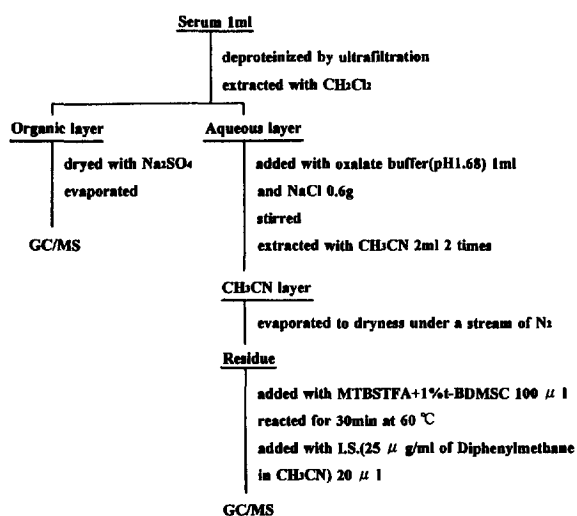 Serum 1ml
deproteinized by ultrafiltration
extracted with CH₂Cl₂
Organic layer
dryed with Na₂SO₄
evaporated
GC/MS
Aqueous layer
added with oxalate buffer(pH1.68) 1ml
and NaCl 0.6g
stirred
extracted with CH₃CN 2ml 2 times
CH₃CN layer
evaporated to dryness under a stream of N₂
Residue
added with MTBSTFA+1%t-BDMSC 100 μ l
reacted for 30min at 60 ℃
added with I.S.(25 μ g/ml of Diphenylmethane
in CH₃CN) 20 μ l
GC/MS